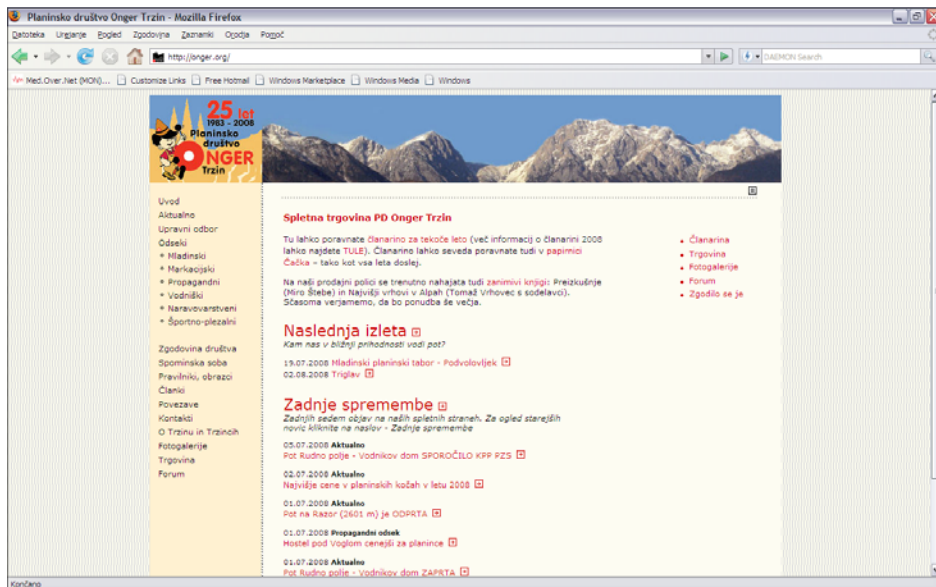 Planinsko društvo Onger Trzin - Mozilla Firefox
Datoteka Urejanje Pogled Zgodovina Zaznamki Orodja Pomoč
http://onger.org/
DAEMON Search
Med.Over.Net (MON)... Customize Links Free Hotmail Windows Marketplace Windows Media Windows
25 let
1983 - 2008
Planinsko
društvo
ONGER
Trzin
Uvod
Aktualno
Upravni odbor
Odseki
* Mladinski
* Markacijski
* Propagandni
* Vodniški
* Naravovarstveni
* Športno-plezalni
Zgodovina društva
Spominska soba
Pravilniki, obrazci
Članki
Povezave
Kontakti
O Trzinu in Trzincih
Fotogalerije
Trgovina
Forum
Spletna trgovina PD Onger Trzin
Tu lahko poravnate članarino za tekoče leto (več informacij o članarini 2008
lahko najdete TULE). Članarino lahko seveda poravnate tudi v papirnici
Čačka - tako kot vsa leta doslej.
Na naši prodajni polici se trenutno nahajata tudi zanimivi knjigi: Preizkušnje
(Miro Štebe) in Najvišji vrhovi v Alpah (Tomaž Vrhovec s sodelavci).
Sčasoma verjamemo, da bo ponudba še večja.
Naslednja izleta
Kam nas v bližnji prihodnosti vodi pot?
19.07.2008 Mladinski planinski tabor - Podvolovljek
02.08.2008 Triglav
Zadnje spremembe
Zadnjih sedem objav na naših spletnih straneh. Za ogled starejših
novic kliknite na naslov - Zadnje spremembe
05.07.2008 Aktualno
Pot Rudno polje - Vodnikov dom SPOROČILO KPP PZS
02.07.2008 Aktualno
Najvišje cene v planinskih kočah v letu 2008
01.07.2008 Aktualno
Pot na Razor (2601 m) je ODPRTA
01.07.2008 Propagandni odsek
Hostel pod Voglom cenejši za planince
01.07.2008 Aktualno
Pot Rudno polje - Vodnikov dom ZAPRTA
• Članarina
• Trgovina
• Fotogalerije
• Forum
• Zgodilo se je
Končano